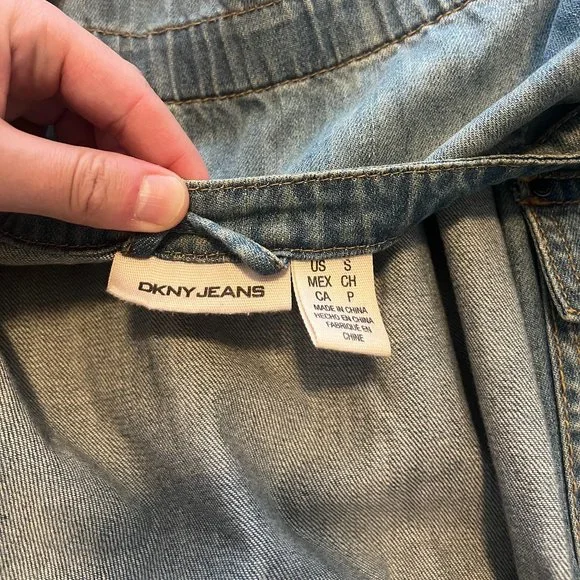 DKNY JEANS
US S
MEX CH
CA P
MADE IN CHINA
HECHO EN CHINA
FABRIQUÉ EN
CHINE